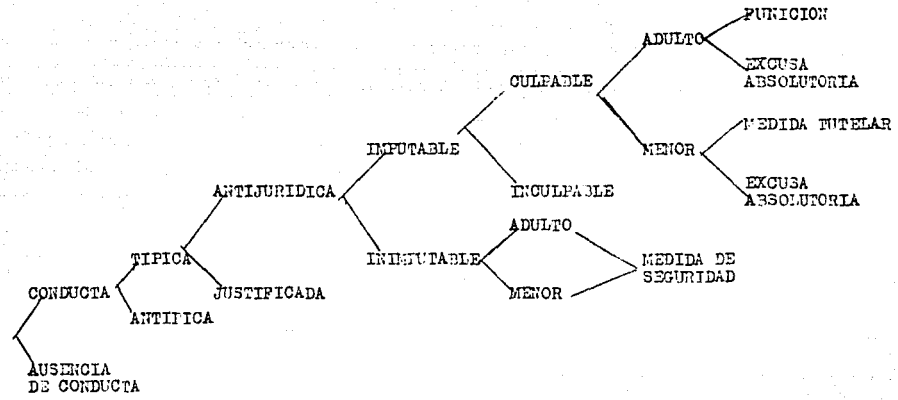 PUNICION
ADULTO
EXCUSA
ABSOLUTORIA
CULPABLE
MEDIDA TUTELAR
IMPUTABLE
MENOR
ANTIJURIDICA
INCULPABLE
EXCUSA
ABSOLUTORIA
ADULTO
TIPICA
INIMPUTABLE
MEDIDA DE
SEGURIDAD
CONDUCTA
JUSTIFICADA
MENOR
ANTIPICA
AUSENCIA
DE CONDUCTA